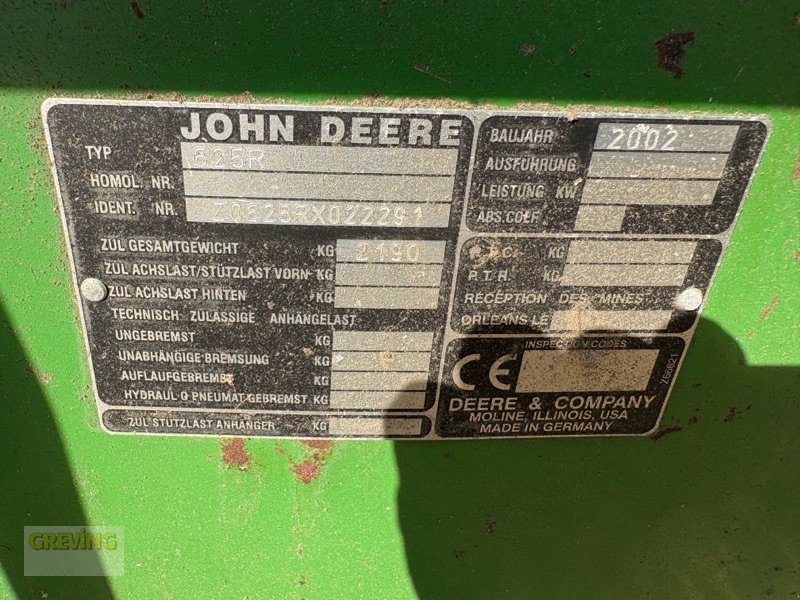 JOHN DEERE
TYP 625R
HOMOL. NR.
IDENT. NR. Z0625RX022291
ZUL GESAMTGEWICHT KG 2190
ZUL ACHSLAST/STÜTZLAST VORN KG
ZUL ACHSLAST HINTEN KG
TECHNISCH ZULÄSSIGE ANHÄNGELAST
UNGEBREMST KG
UNABHÄNGIGE BREMSUNG KG
AUFLAUFGEBREMST KG
HYDRAUL O PNEUMAT GEBREMST KG
ZUL STÜTZLAST ANHÄNGER KG
BAUJAHR 2002
AUSFÜHRUNG
LEISTUNG KW
ABS.COEF.
KG
P. T. R. KG
RECEPTION DES MINES
ORLEANS LE
INSPECTION CODES
CE
DEERE & COMPANY
MOLINE, ILLINOIS, USA
MADE IN GERMANY
Z65621
GREVING